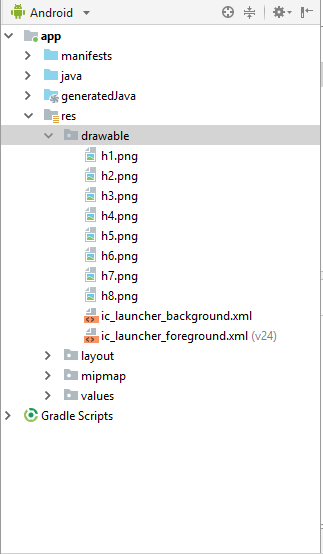 Android
app
manifests
java
generatedJava
res
drawable
h1.png
h2.png
h3.png
h4.png
h5.png
h6.png
h7.png
h8.png
ic_launcher_background.xml
ic_launcher_foreground.xml (v24)
layout
mipmap
values
Gradle Scripts